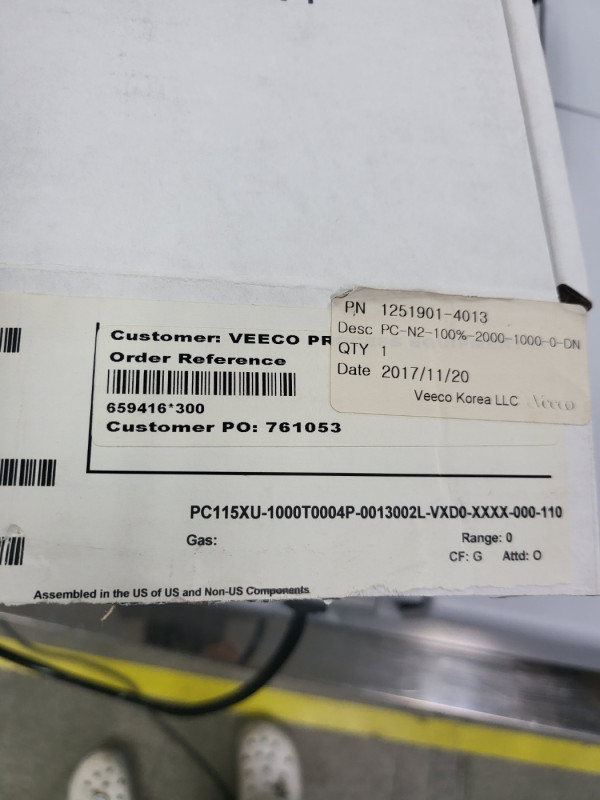 PN 1251901-4013
Desc PC-N2-100%-2000-1000-0-DN
QTY 1
Date 2017/11/20
Veeco Korea LLC Veeco
Customer: VEECO PR
Order Reference
659416*300
Customer PO: 761053
PC115XU-1000T0004P-0013002L-VXD0-XXXX-000-110
Gas:
Range: 0
CF: G Attd: O
Assembled in the US of US and Non-US Components